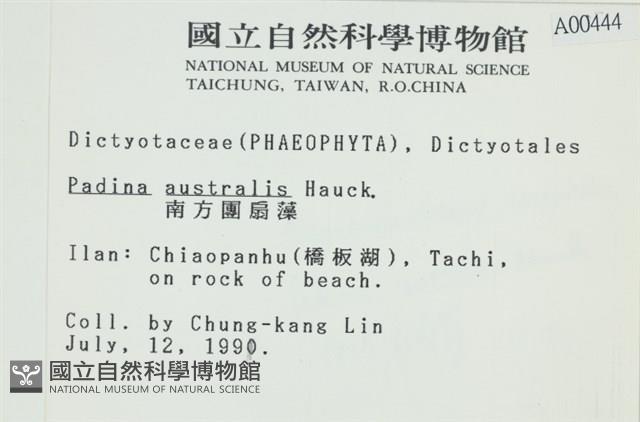 A00444
國立自然科學博物館
NATIONAL MUSEUM OF NATURAL SCIENCE
TAICHUNG, TAIWAN, R.O.CHINA
Dictyotaceae(PHAEOPHYTA), Dictyotales
Padina australis Hauck.
南方團扇藻
Ilan: Chiaopanhu(橋板湖), Tachi,
on rock of beach.
Coll. by Chung-kang Lin
July, 12, 1990.
國立自然科學博物館
NATIONAL MUSEUM OF NATURAL SCIENCE